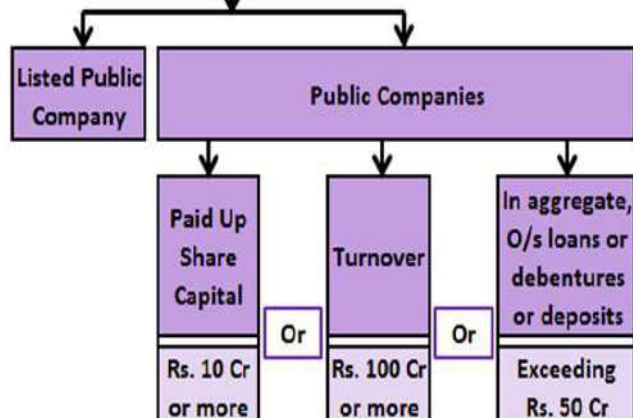 Listed Public
Company
Public Companies
Paid Up
Share
Capital
Turnover
In aggregate,
O/s loans or
debentures
or deposits
Or
Or
Rs. 10 Cr
or more
Rs. 100 Cr
or more
Exceeding
Rs. 50 Cr